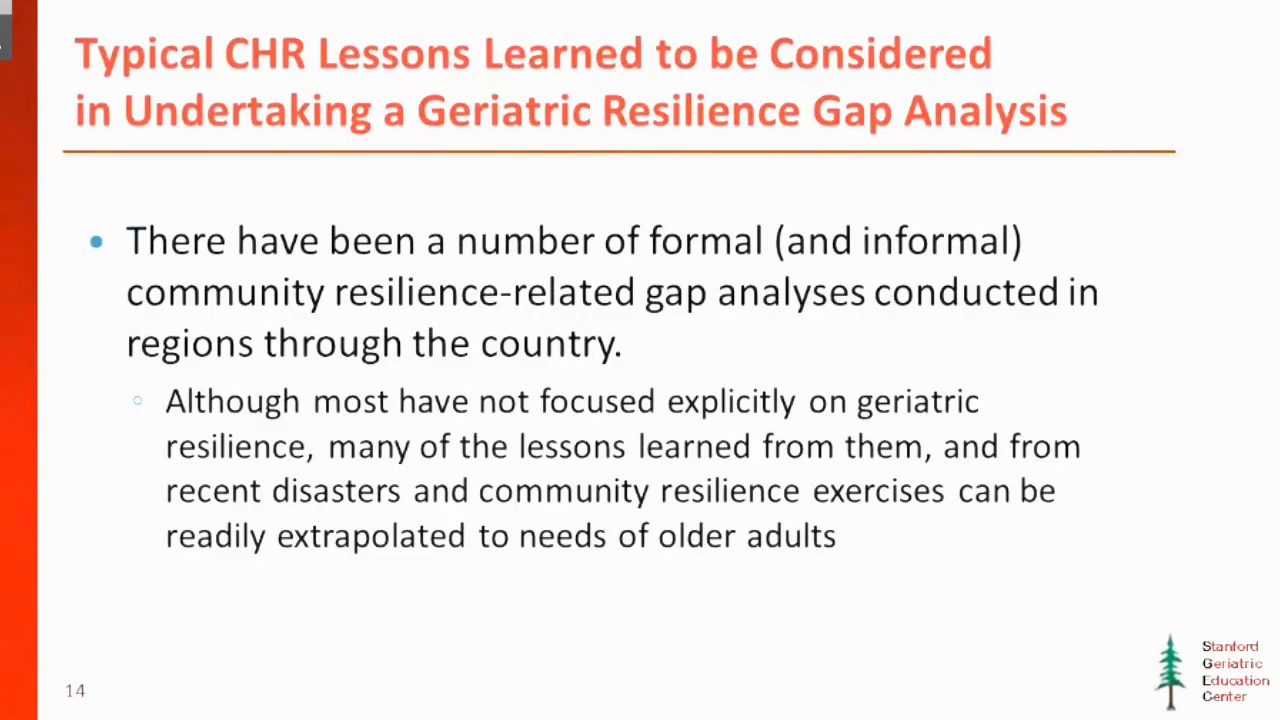 Typical CHR Lessons Learned to be Considered
in Undertaking a Geriatric Resilience Gap Analysis
• There have been a number of formal (and informal)
community resilience-related gap analyses conducted in
regions through the country.
◦ Although most have not focused explicitly on geriatric
resilience, many of the lessons learned from them, and from
recent disasters and community resilience exercises can be
readily extrapolated to needs of older adults
14
Stanford
Geriatric
Education
Center